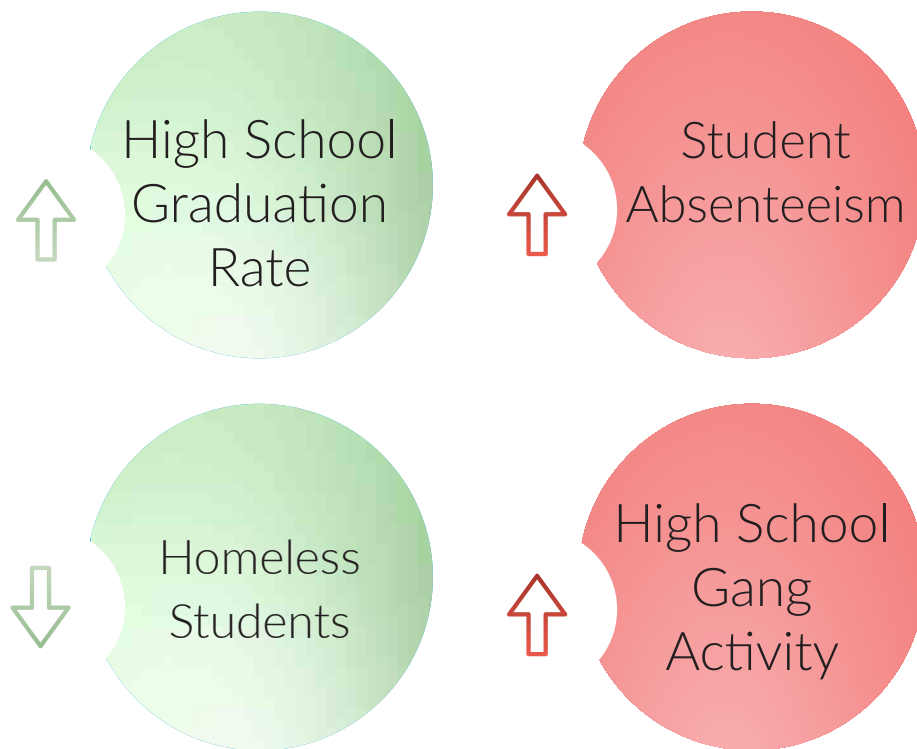 High School
Graduation
Rate
Student
Absenteeism
Homeless
Students
High School
Gang
Activity